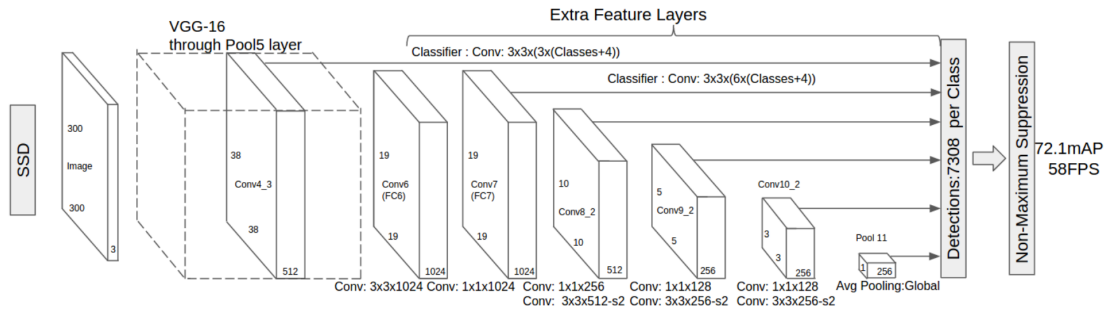 Extra Feature Layers
VGG-16
through Pool5 layer
Classifier : Conv: 3x3x(3x(Classes+4))
Classifier : Conv: 3x3x(6x(Classes+4))
SSD
300
Image
300
3
38
Conv4_3
38
512
19
Conv6
(FC6)
19
1024
19
Conv7
(FC7)
19
1024
10
Conv8_2
10
512
5
Conv9_2
5
256
Conv10_2
3
3
256
Pool 11
1
256
Detections:7308 per Class
Non-Maximum Suppression
72.1mAP
58FPS
Conv: 3x3x1024
Conv: 1x1x1024
Conv: 1x1x256
Conv: 3x3x512-s2
Conv: 1x1x128
Conv: 3x3x256-s2
Conv: 1x1x128
Conv: 3x3x256-s2
Avg Pooling:Global